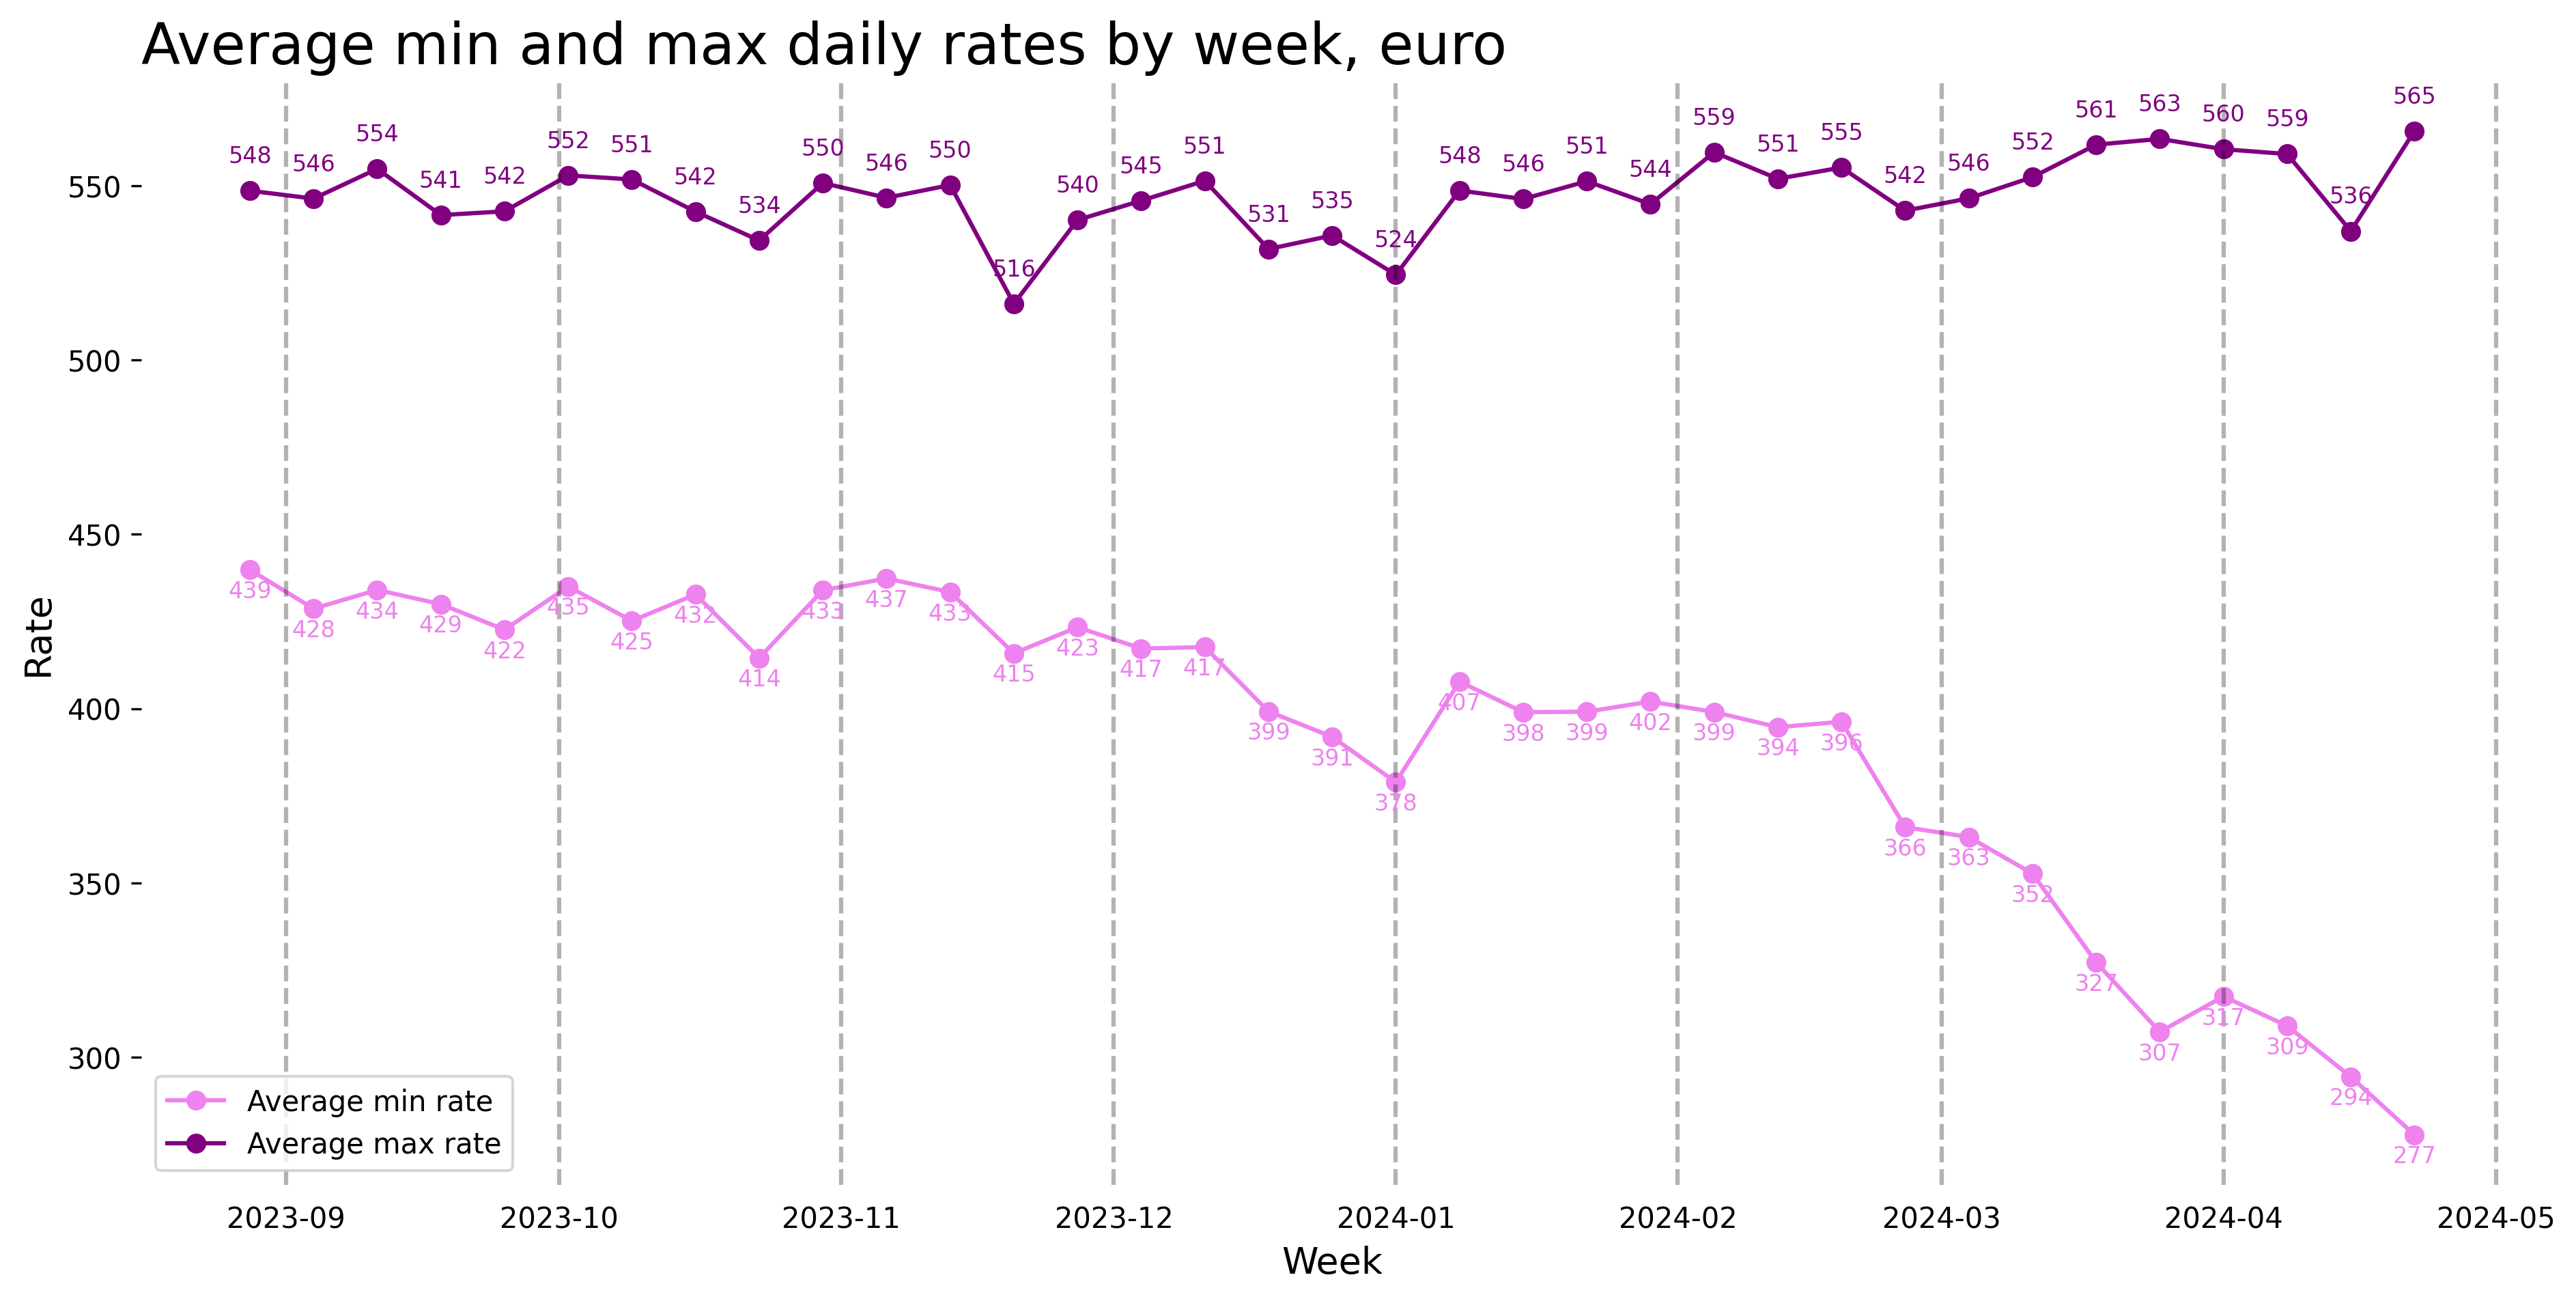 Average min and max daily rates by week, euro
548 546 554 541 542 552 551 542 534 550 546 550 516 540 545 551 531 535 524 548 546 551 544 559 551 555 542 546 552 561 563 560 559 536 565
439 428 434 429 422 435 425 432 414 433 437 433 415 423 417 417 399 391 378 407 398 399 402 399 394 396 366 363 352 327 307 317 309 294 277
550
500
450
400
350
300
Rate
Average min rate
Average max rate
2023-09 2023-10 2023-11 2023-12 2024-01 2024-02 2024-03 2024-04 2024-05
Week